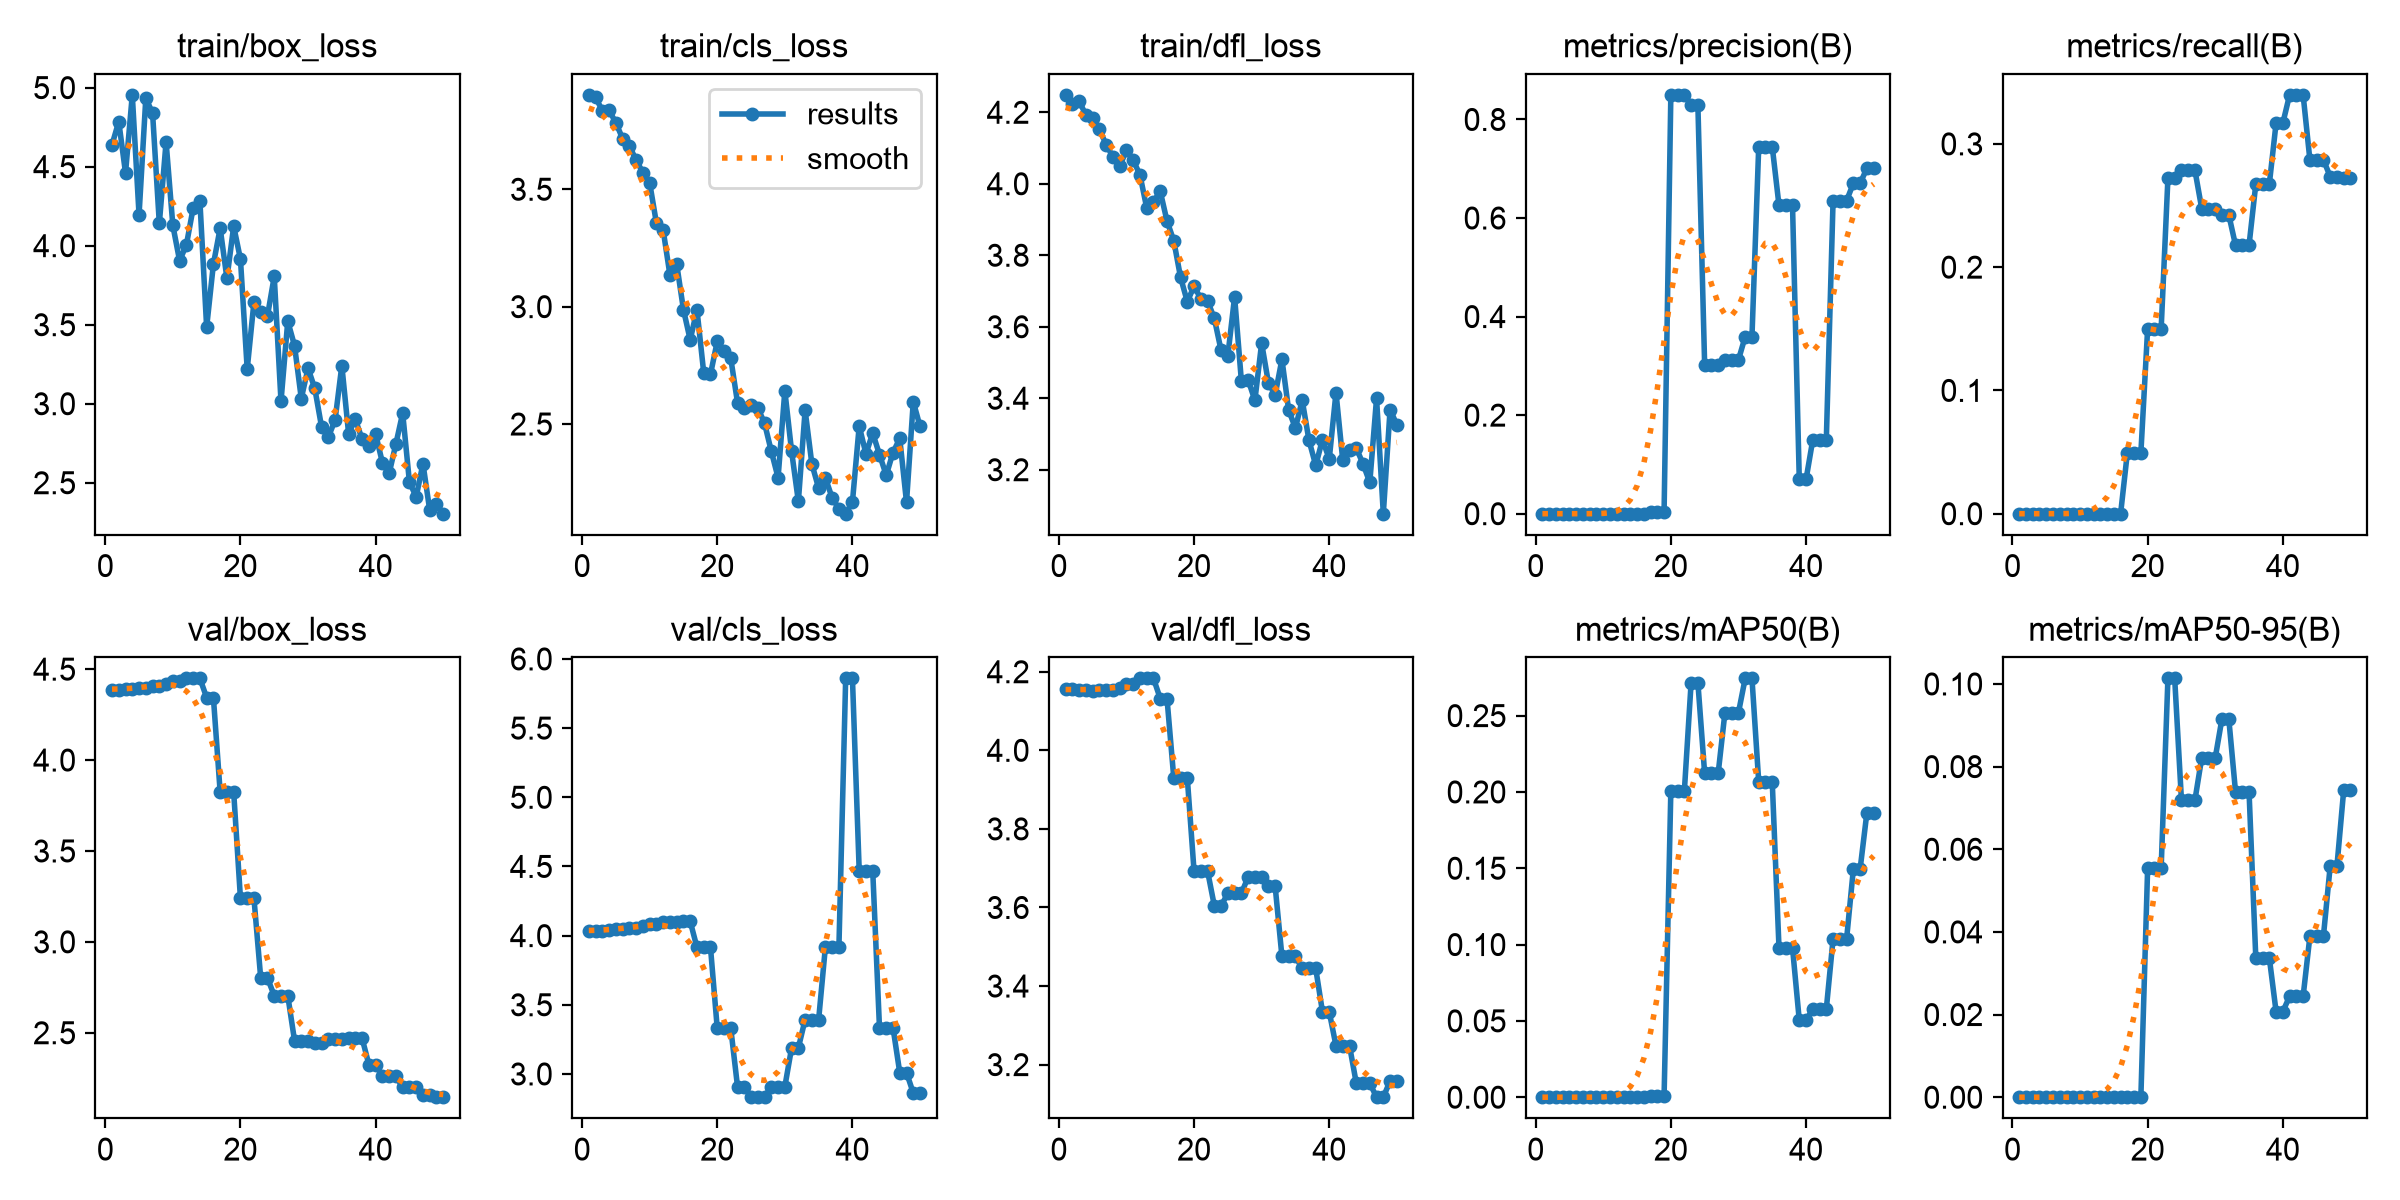 train/box_loss
5.0
4.5
4.0
3.5
3.0
2.5
0 20 40
train/cls_loss
results
smooth
3.5
3.0
2.5
0 20 40
train/dfl_loss
4.2
4.0
3.8
3.6
3.4
3.2
0 20 40
metrics/precision(B)
0.8
0.6
0.4
0.2
0.0
0 20 40
metrics/recall(B)
0.3
0.2
0.1
0.0
0 20 40
val/box_loss
4.5
4.0
3.5
3.0
2.5
0 20 40
val/cls_loss
6.0
5.5
5.0
4.5
4.0
3.5
3.0
0 20 40
val/dfl_loss
4.2
4.0
3.8
3.6
3.4
3.2
0 20 40
metrics/mAP50(B)
0.25
0.20
0.15
0.10
0.05
0.00
0 20 40
metrics/mAP50-95(B)
0.10
0.08
0.06
0.04
0.02
0.00
0 20 40